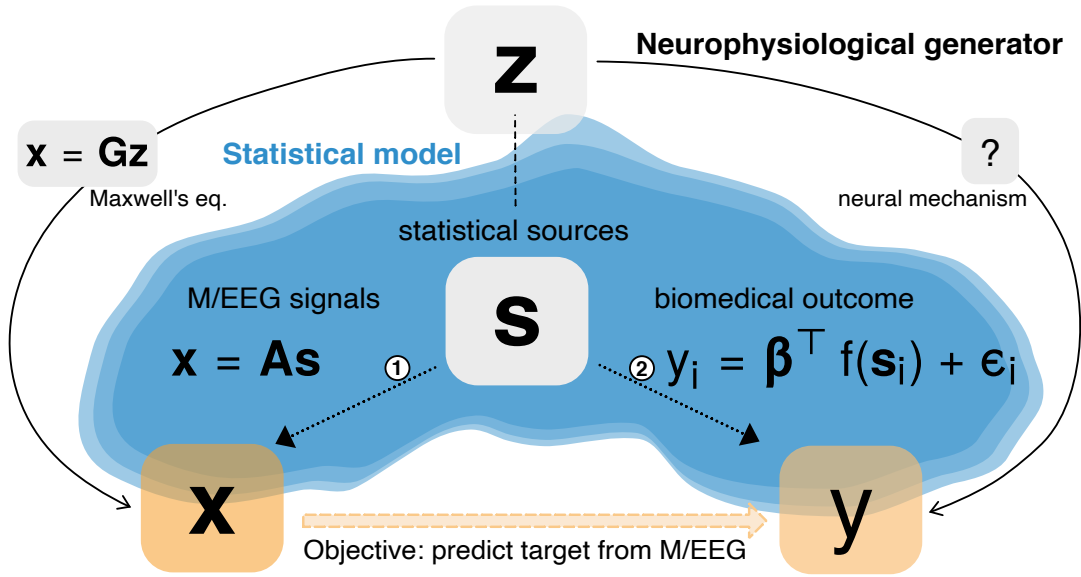 z
Neurophysiological generator
x = Gz
Maxwell's eq.
Statistical model
?
neural mechanism
statistical sources
s
M/EEG signals
x = As
①
biomedical outcome
② yᵢ = β⊤ f(sᵢ) + ϵᵢ
x
y
Objective: predict target from M/EEG